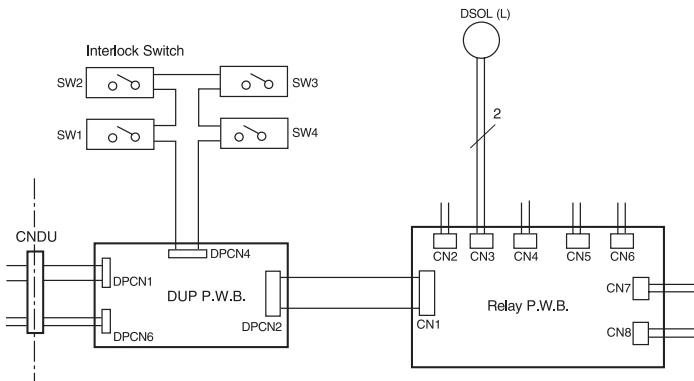 DSOL (L)
Interlock Switch
SW2
SW3
SW1
SW4
2
CNDU
DPCN4
CN2
CN3
CN4
CN5
CN6
DPCN1
DUP P.W.B.
DPCN2
DPCN6
CN1
Relay P.W.B.
CN7
CN8